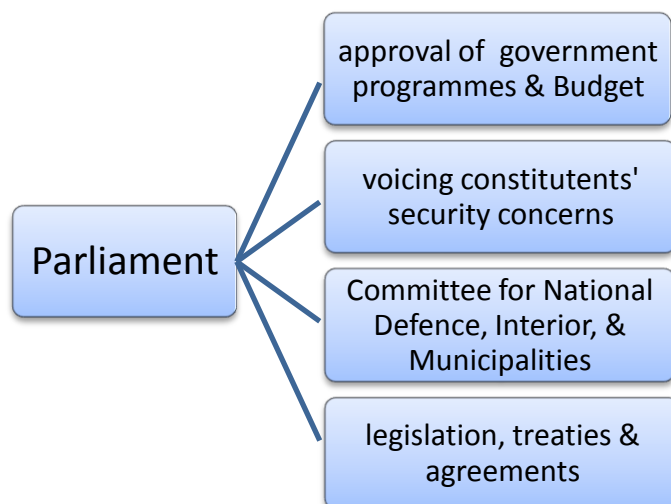 approval of government
programmes & Budget
voicing constitutents'
security concerns
Parliament
Committee for National
Defence, Interior, &
Municipalities
legislation, treaties &
agreements